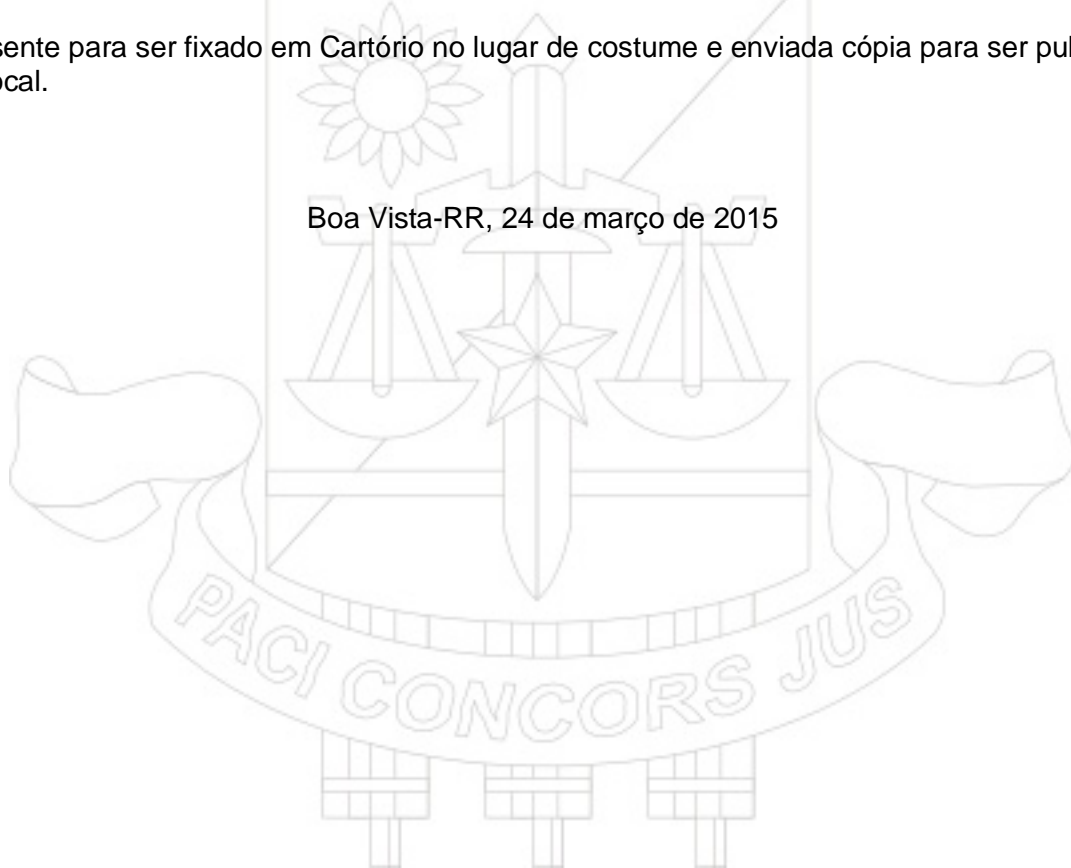 sente para ser fixado em Cartório no lugar de costume e enviada cópia para ser pul
ocal.
Boa Vista-RR, 24 de março de 2015
PACI CONCORS JUS